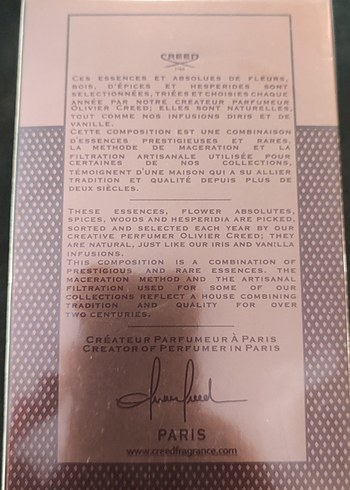 CREED
CES ESSENCES ET ABSOLUES DE FLEURS,
BOIS, D'ÉPICES ET HESPERIDES SONT
SELECTIONNÉES, TRIÉES ET CHOISIES CHAQUE
ANNÉE PAR NOTRE CREATEUR PARFUMEUR
OLIVIER CREED; ELLES SONT NATURELLES,
TOUT COMME NOS INFUSIONS DIRIS ET DE
VANILLE.
CETTE COMPOSITION EST UNE COMBINAISON
D'ESSENCES PRESTIGIEUSES ET RARES.
LA METHODE DE MACERATION ET LA
FILTRATION ARTISANALE UTILISÉE POUR
CERTAINES DE NOS COLLECTIONS,
TÉMOIGNENT D'UNE MAISON QUI A SU ALLIER
TRADITION ET QUALITÉ DEPUIS PLUS DE
DEUX SIÈCLES.
THESE ESSENCES, FLOWER ABSOLUTES,
SPICES, WOODS AND HESPERIDIA ARE PICKED,
SORTED AND SELECTED EACH YEAR BY OUR
CREATIVE PERFUMER OLIVIER CREED; THEY
ARE NATURAL, JUST LIKE OUR IRIS AND VANILLA
INFUSIONS.
THIS COMPOSITION IS A COMBINATION OF
PRESTIGIOUS AND RARE ESSENCES. THE
MACERATION METHOD AND THE ARTISANAL
FILTRATION USED FOR SOME OF OUR
COLLECTIONS REFLECT A HOUSE COMBINING
TRADITION AND QUALITY FOR OVER
TWO CENTURIES.
CRÉATEUR PARFUMEUR À PARIS
CREATOR OF PERFUMER IN PARIS
PARIS
www.creedfragrance.com